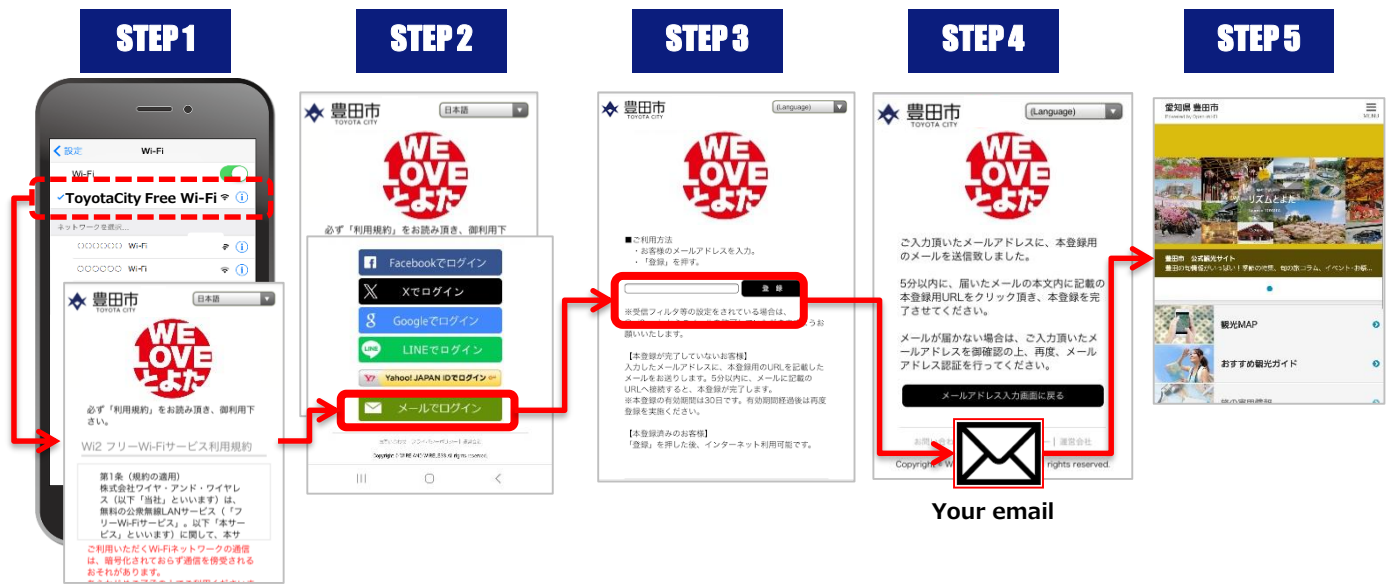 STEP 1
STEP 2
STEP 3
STEP 4
STEP 5
設定
Wi-Fi
Wi-Fi
ToyotaCity Free Wi-Fi
ネットワークを選択...
○○○○○○ Wi-Fi
○○○○○○ Wi-Fi
豊田市
TOYOTA CITY
日本語
WE
LOVE
とよた
必ず「利用規約」をお読み頂き、御利用下
さい。
Wi2 フリーWi-Fiサービス利用規約
第1条（規約の適用）
株式会社ワイヤ・アンド・ワイヤレ
ス（以下「当社」といいます）は、
無料の公衆無線LANサービス（「フ
リーWi-Fiサービス」。以下「本サー
ビス」といいます）に関して、本サ
ご利用いただくWi-Fiネットワークの通信
は、暗号化されておらず通信を傍受される
おそれがあります。
豊田市
TOYOTA CITY
日本語
WE
LOVE
とよた
必ず「利用規約」をお読み頂き、御利用下
Facebookでログイン
Xでログイン
Googleでログイン
LINE
LINEでログイン
Yahoo! JAPAN IDでログイン
メールでログイン
豊田市
TOYOTA CITY
(Language)
WE
LOVE
とよた
■ご利用方法
・お客様のメールアドレスを入力。
・「登録」を押す。
登 録
※受信フィルタ等の設定をされている場合は、
願いいたします。
【本登録が完了していないお客様】
入力したメールアドレスに、本登録用のURLを記載した
メールをお送りします。5分以内に、メールに記載の
URLへ接続すると、本登録が完了します。
※本登録の有効期間は30日です。有効期間経過後は再度
登録を実施ください。
【本登録済みのお客様】
「登録」を押した後、インターネット利用可能です。
豊田市
TOYOTA CITY
(Language)
WE
LOVE
とよた
ご入力頂いたメールアドレスに、本登録用
のメールを送信致しました。
5分以内に、届いたメールの本文内に記載の
本登録用URLをクリック頂き、本登録を完
了させてください。
メールが届かない場合は、ご入力頂いたメ
ールアドレスを御確認の上、再度、メール
アドレス認証を行ってください。
メールアドレス入力画面に戻る
運営会社
Copyright
rights reserved.
Your email
愛知県 豊田市
MENU
ツーリズムとよた
豊田市 公式観光サイト
観光MAP
おすすめ観光ガイド